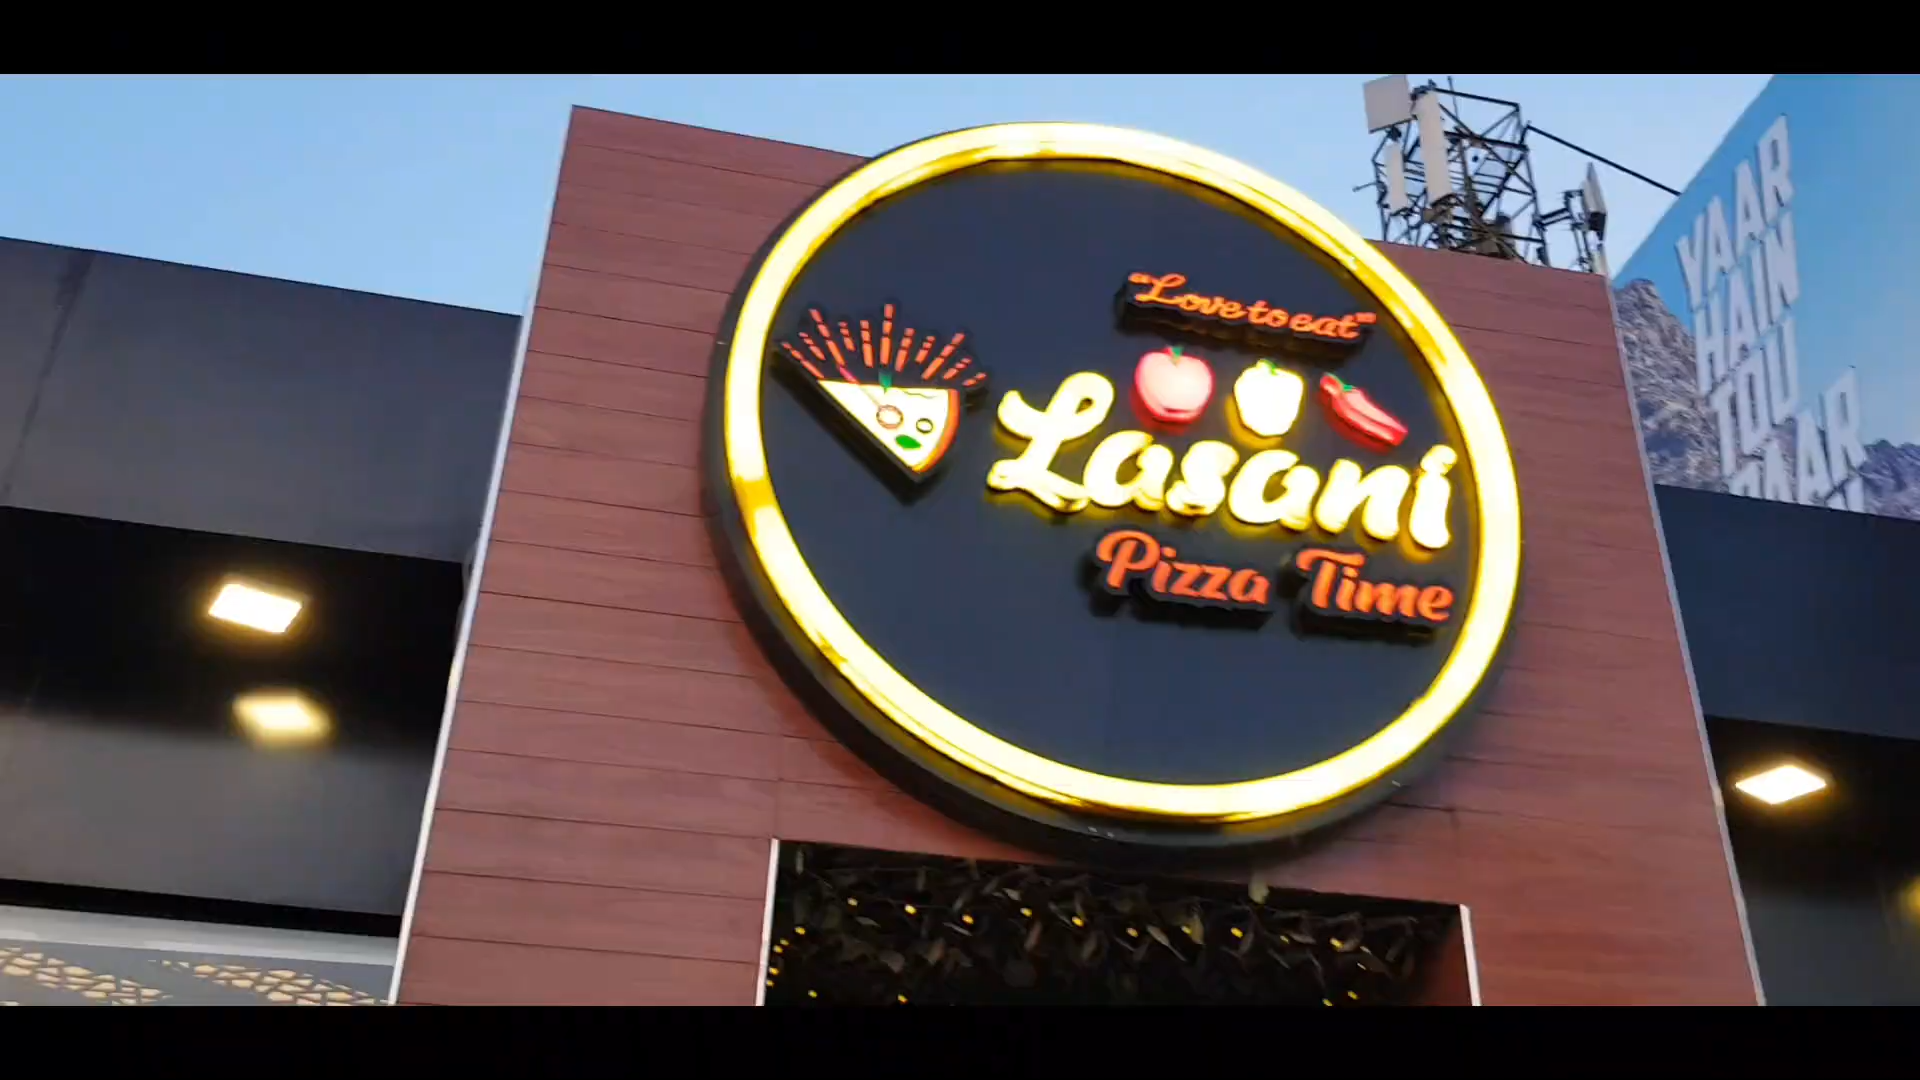 "Love to eat"
Lasani
Pizza Time
YAAR
HAIN
TOU